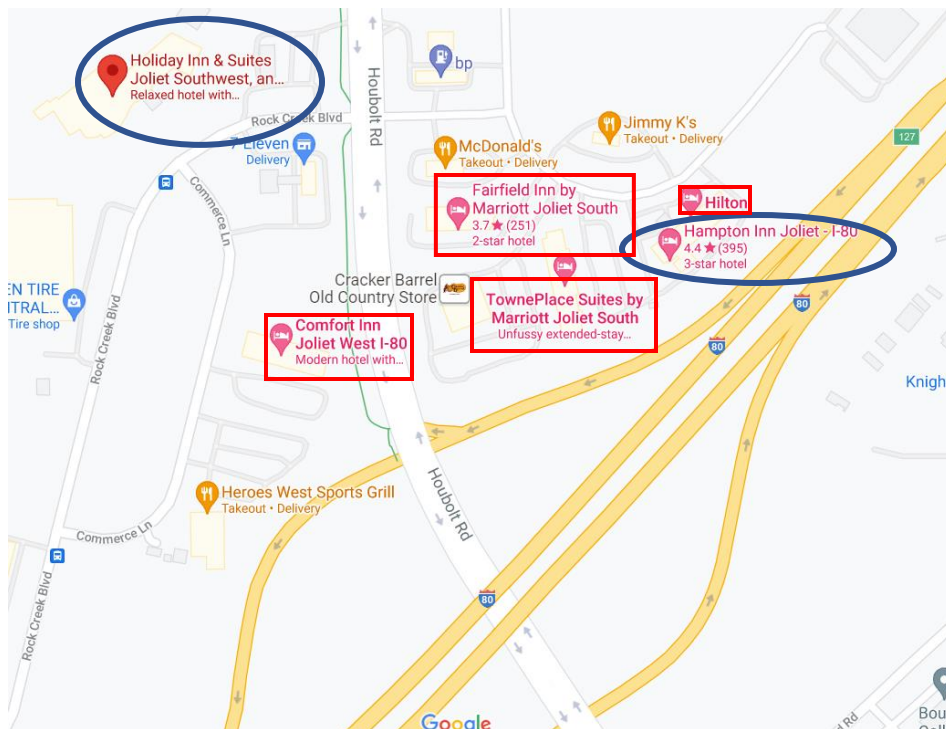 Holiday Inn & Suites
Joliet Southwest, an...
Relaxed hotel with...
Houbolt Rd
bp
Rock Creek Blvd
7-Eleven
Delivery
McDonald's
Takeout • Delivery
Jimmy K's
Takeout • Delivery
127
Commerce Ln
Fairfield Inn by
Marriott Joliet South
3.7★(251)
2-star hotel
Hilton
Hampton Inn Joliet - I-80
4.4★(395)
3-star hotel
Cracker Barrel
Old Country Store
EN TIRE
NTRAL...
Tire shop
TownePlace Suites by
Marriott Joliet South
Unfussy extended-stay...
80
Comfort Inn
Joliet West I-80
Modern hotel with...
80
Rock Creek Blvd
Knigh
Houbolt Rd
Heroes West Sports Grill
Takeout • Delivery
Commerce Ln
Rock Creek Blvd
80
Google
Rd
Bou